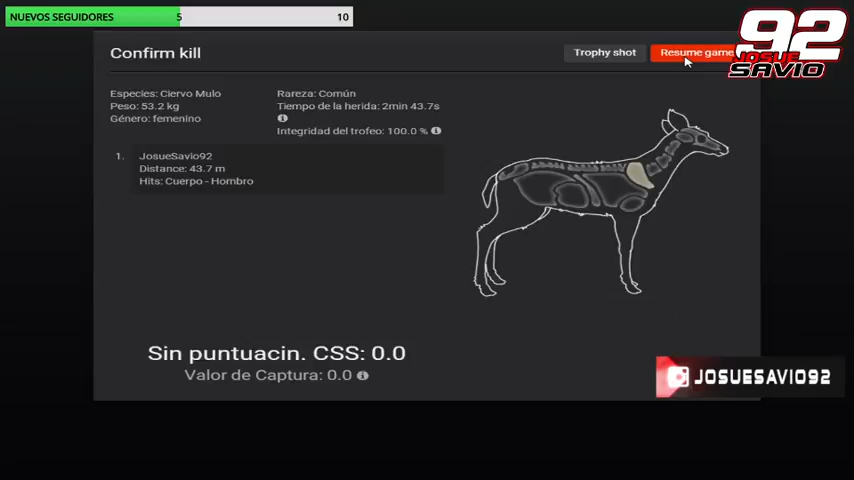 NUEVOS SEGUIDORES 5 10
92
JOSUE
SAVIO
Confirm kill
Trophy shot
Resume game
Especies: Ciervo Mulo
Peso: 53.2 kg
Género: femenino
Rareza: Común
Tiempo de la herida: 2min 43.7s
Integridad del trofeo: 100.0 %
1. JosueSavio92
Distance: 43.7 m
Hits: Cuerpo - Hombro
Sin puntuacin. CSS: 0.0
Valor de Captura: 0.0
JOSUESAVIO92